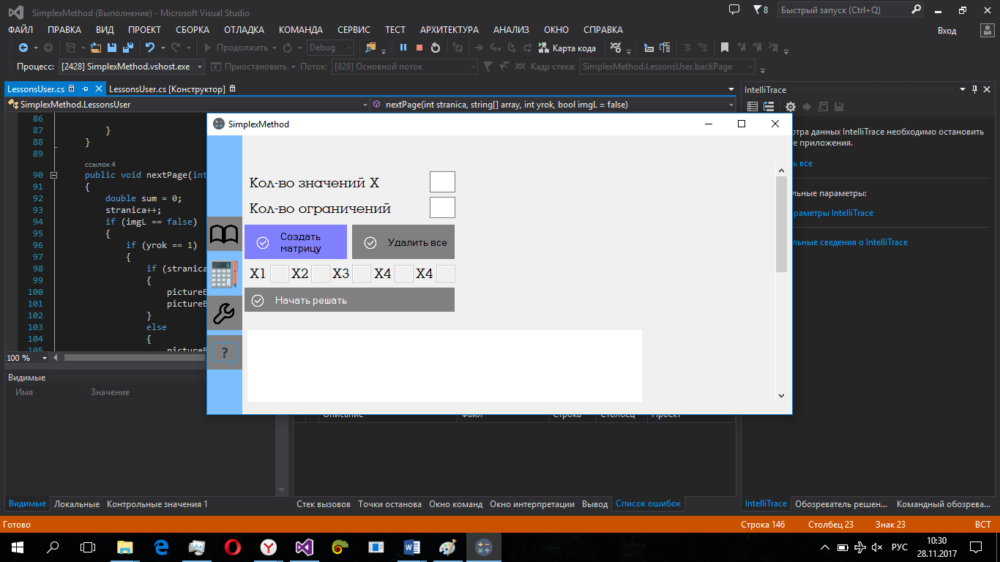 SimplexMethod (Выполнение) - Microsoft Visual Studio
8
Быстрый запуск (Ctrl+Q)
ФАЙЛ ПРАВКА ВИД ПРОЕКТ СБОРКА ОТЛАДКА КОМАНДА СЕРВИС ТЕСТ АРХИТЕКТУРА АНАЛИЗ ОКНО СПРАВКА
Вход
Продолжить Debug Карта кода
Процесс: [2428] SimplexMethod.vshost.exe Приостановить Поток: [828] Основной поток Кадр стека: SimplexMethod.LessonsUser.backPage
LessonsUser.cs LessonsUser.cs [Конструктор]
SimplexMethod.LessonsUser nextPage(int stranica, string[] array, int yrok, bool imgL = false)
86
87 }
88 }
89
ссылок 4
90 public void nextPage(int
91 {
92 double sum = 0;
93 stranica++;
94 if (imgL == false)
95 {
96 if (yrok == 1)
97 {
98 if (stranica
99 {
100 pictureB
101 pictureB
102 }
103 else
104 {
105 pictureB
100 %
SimplexMethod
Кол-во значений X
Кол-во ограничений
Создать
матрицу
Удалить все
X1 X2 X3 X4 X4
Начать решать
?
IntelliTrace
отра данных IntelliTrace необходимо остановить
е приложения.
ь все
льные параметры:
араметры IntelliTrace
льные сведения о IntelliTrace
Видимые
Имя Значение
Описание Файл Строка Столбец Проект
Видимые Локальные Контрольные значения 1
Стек вызовов Точки останова Окно команд Окно интерпретации Вывод Список ошибок
IntelliTrace Обозреватель решен... Командный обозрева...
Готово
Строка 146 Столбец 23 Знак 23 ВСТ
РУС
10:30
28.11.2017